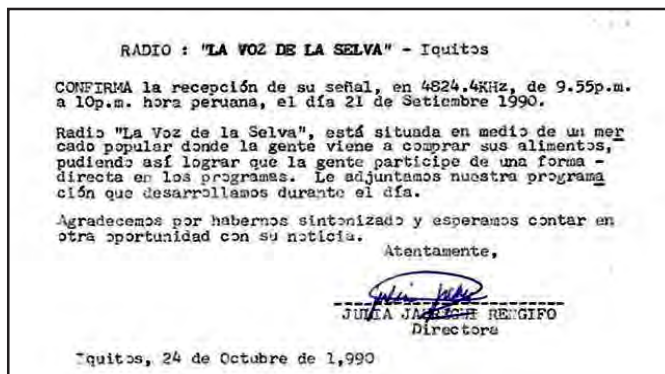 RADIO : "LA VOZ DE LA SELVA" - Iquitos
CONFIRMA la recepción de su señal, en 4824.4KHz, de 9.55p.m.
a 10p.m. hora peruana, el día 21 de Setiembre 1990.
Radio "La Voz de la Selva", está situada en medio de un mer
cado popular donde la gente viene a comprar sus alimentos,
pudiendo así lograr que la gente participe de una forma -
directa en los programas. Le adjuntamos nuestra programa
ción que desarrollamos durante el día.
Agradecemos por habernos sintonizado y esperamos contar en
otra oportunidad con su noticia.
Atentamente,
JULIA RENGIFO
Directora
Iquitos, 24 de Octubre de 1,990